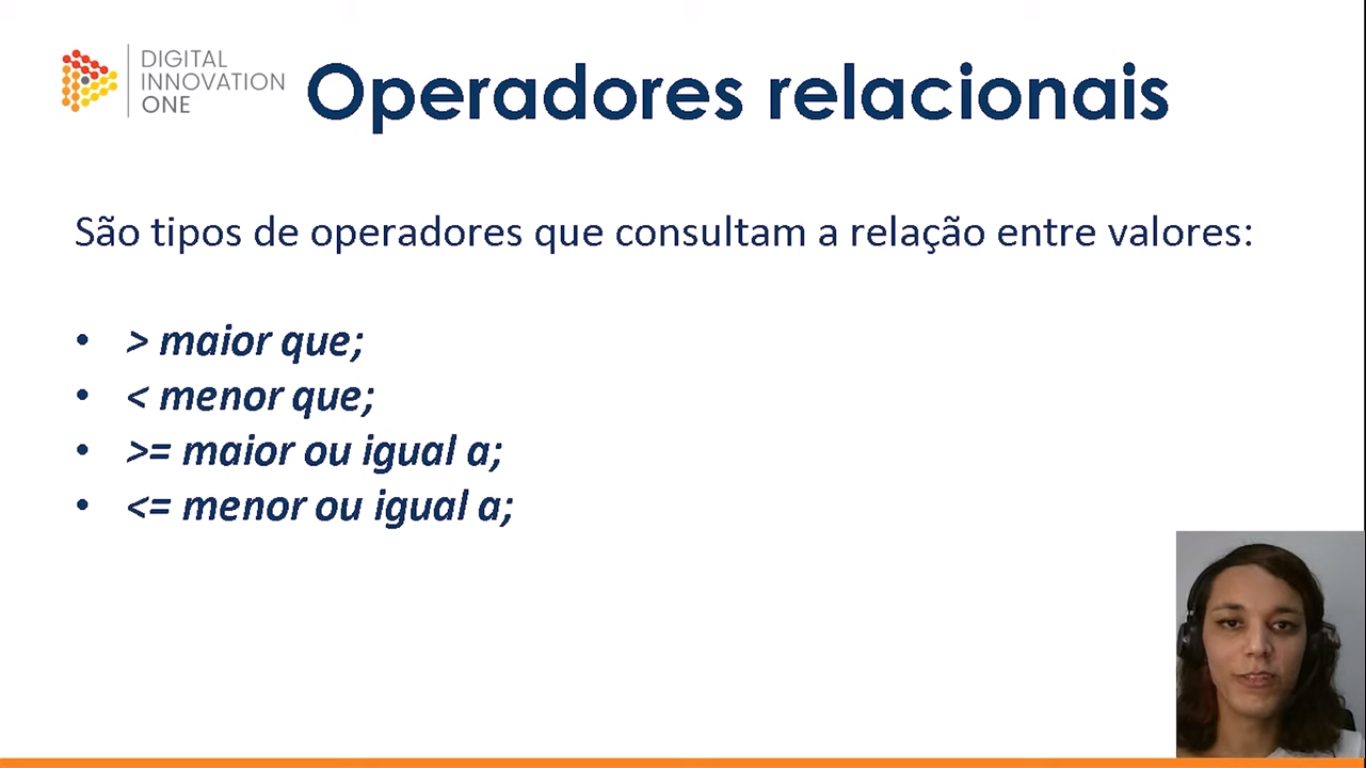 DIGITAL
INNOVATION
ONE
Operadores relacionais
São tipos de operadores que consultam a relação entre valores:
• > maior que;
• < menor que;
• >= maior ou igual a;
• <= menor ou igual a;